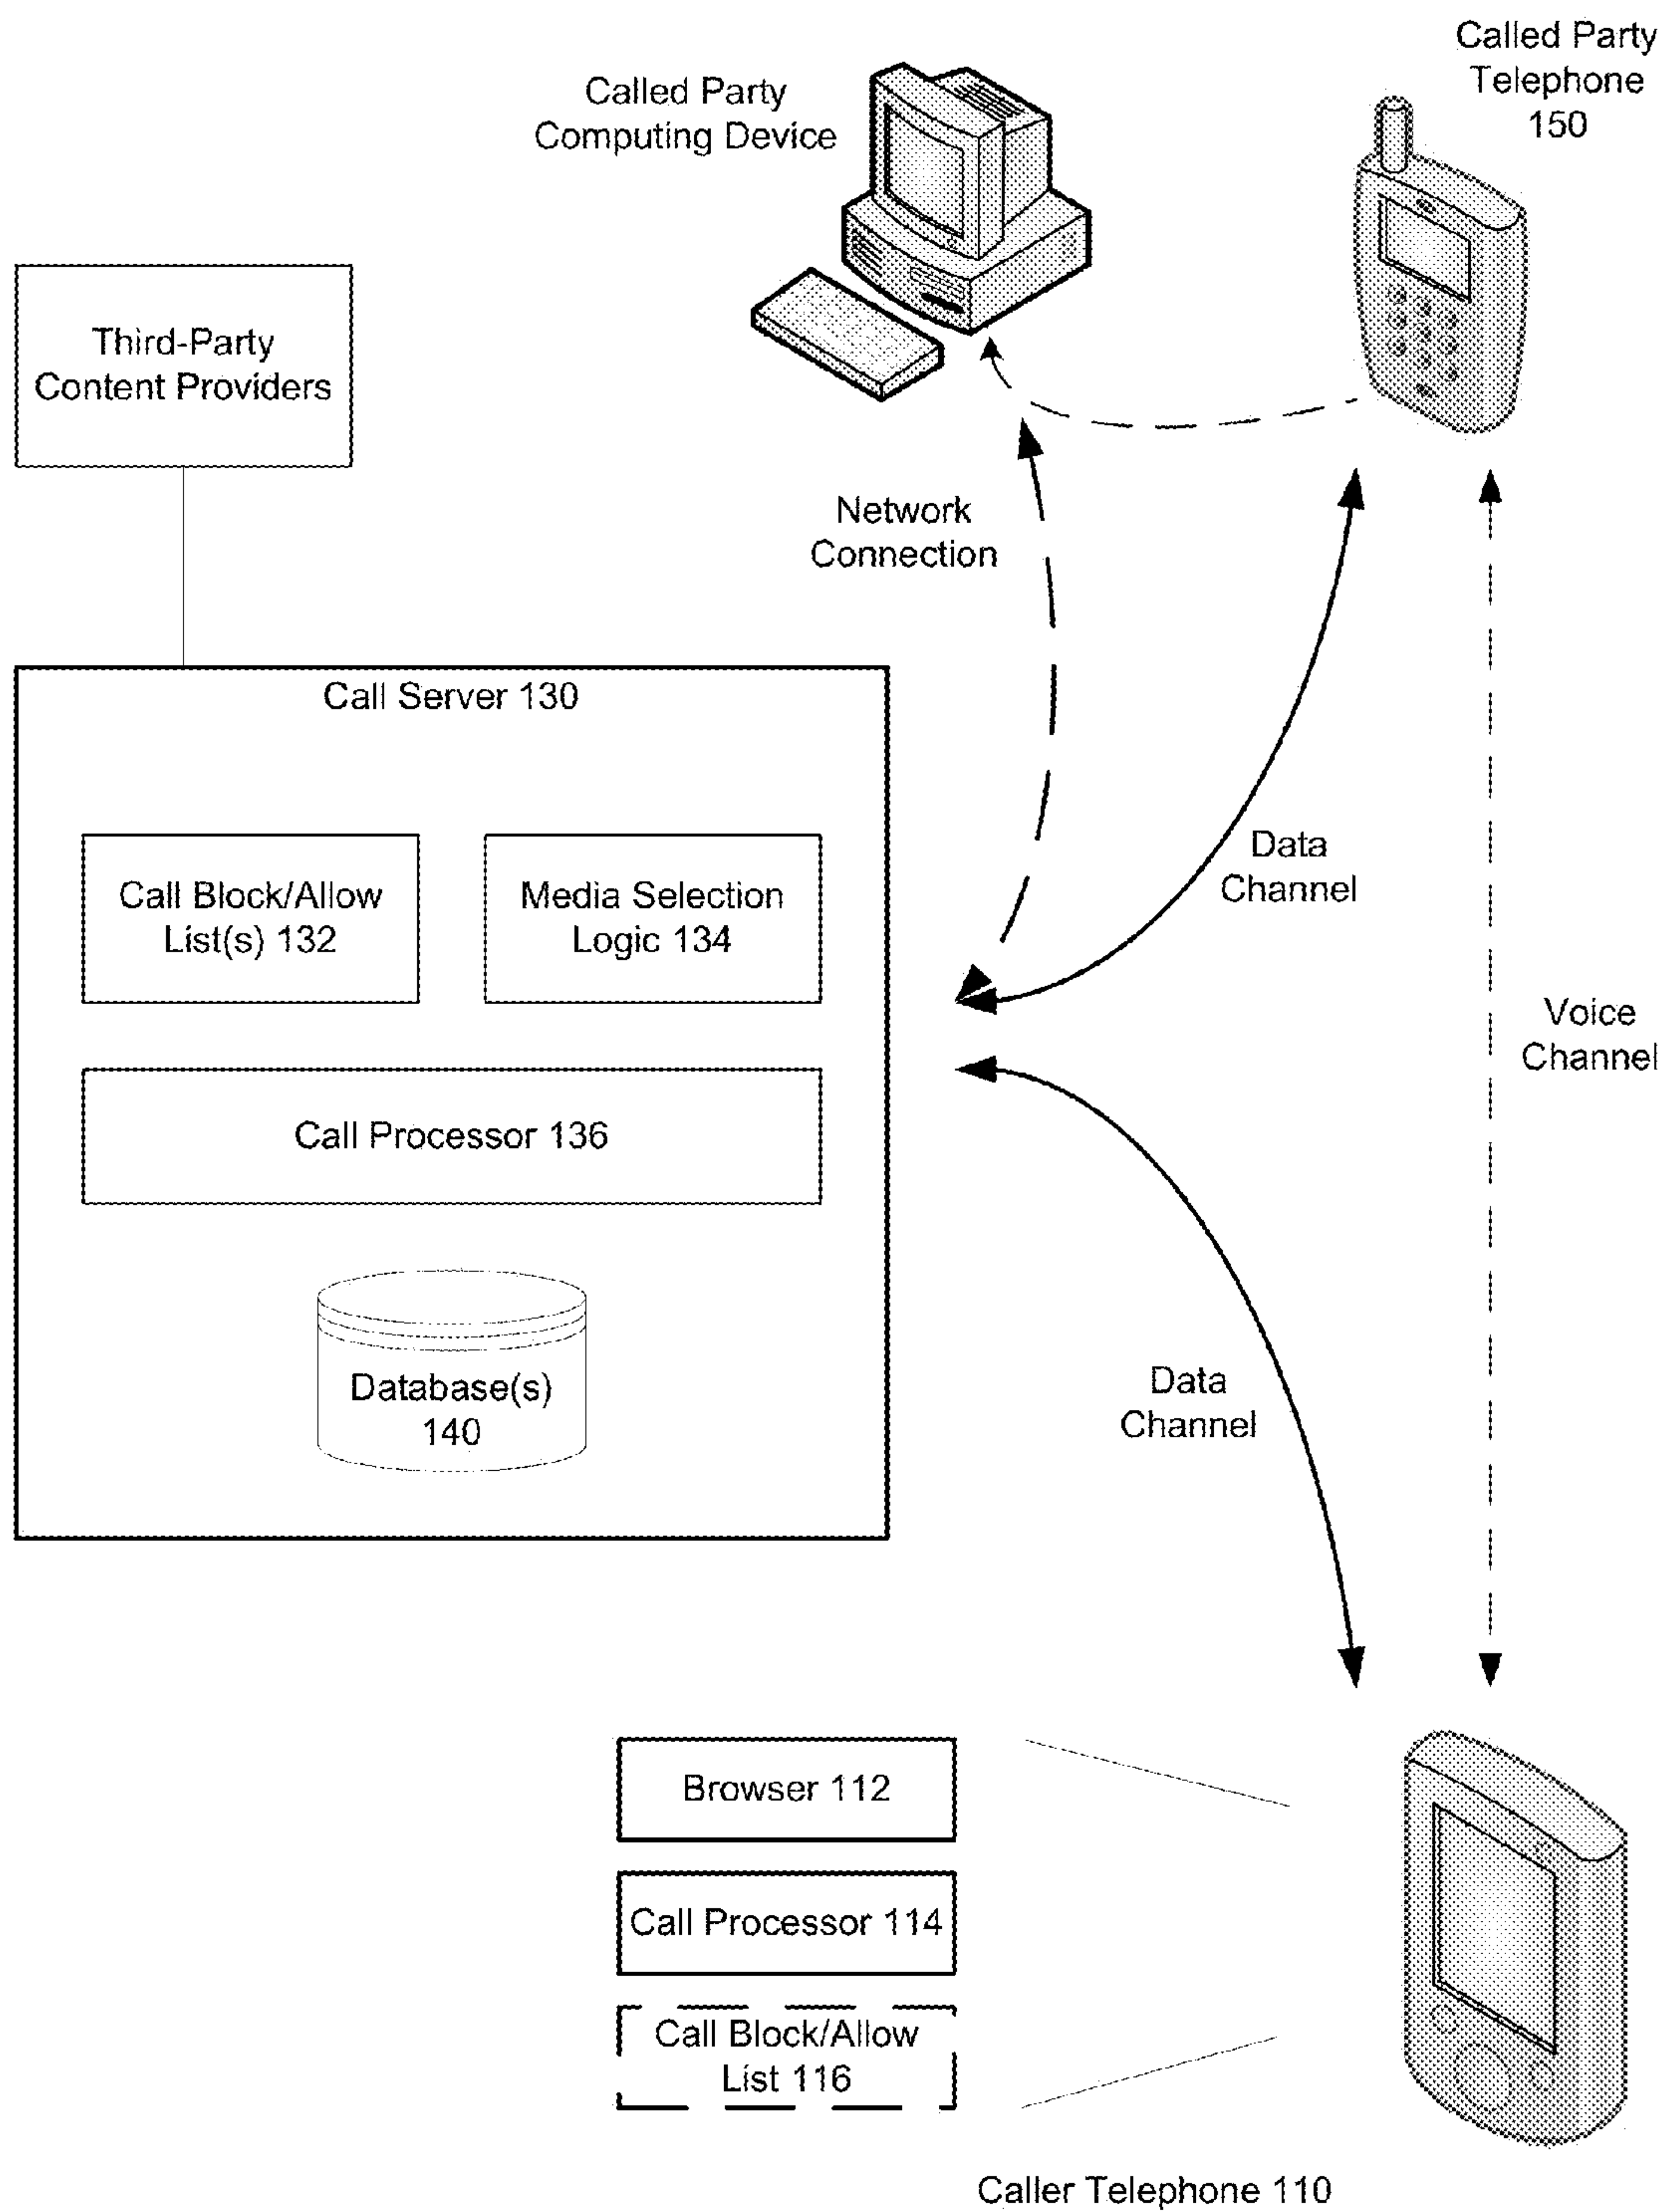 Called Party
Telephone
150
Called Party
Computing Device
Third-Party
Content Providers
Network
Connection
Call Server 130
Call Block/Allow
List(s) 132
Media Selection
Logic 134
Data
Channel
Voice
Channel
Call Processor 136
Database(s)
140
Data
Channel
Browser 112
Call Processor 114
Call Block/Allow
List 116
Caller Telephone 110